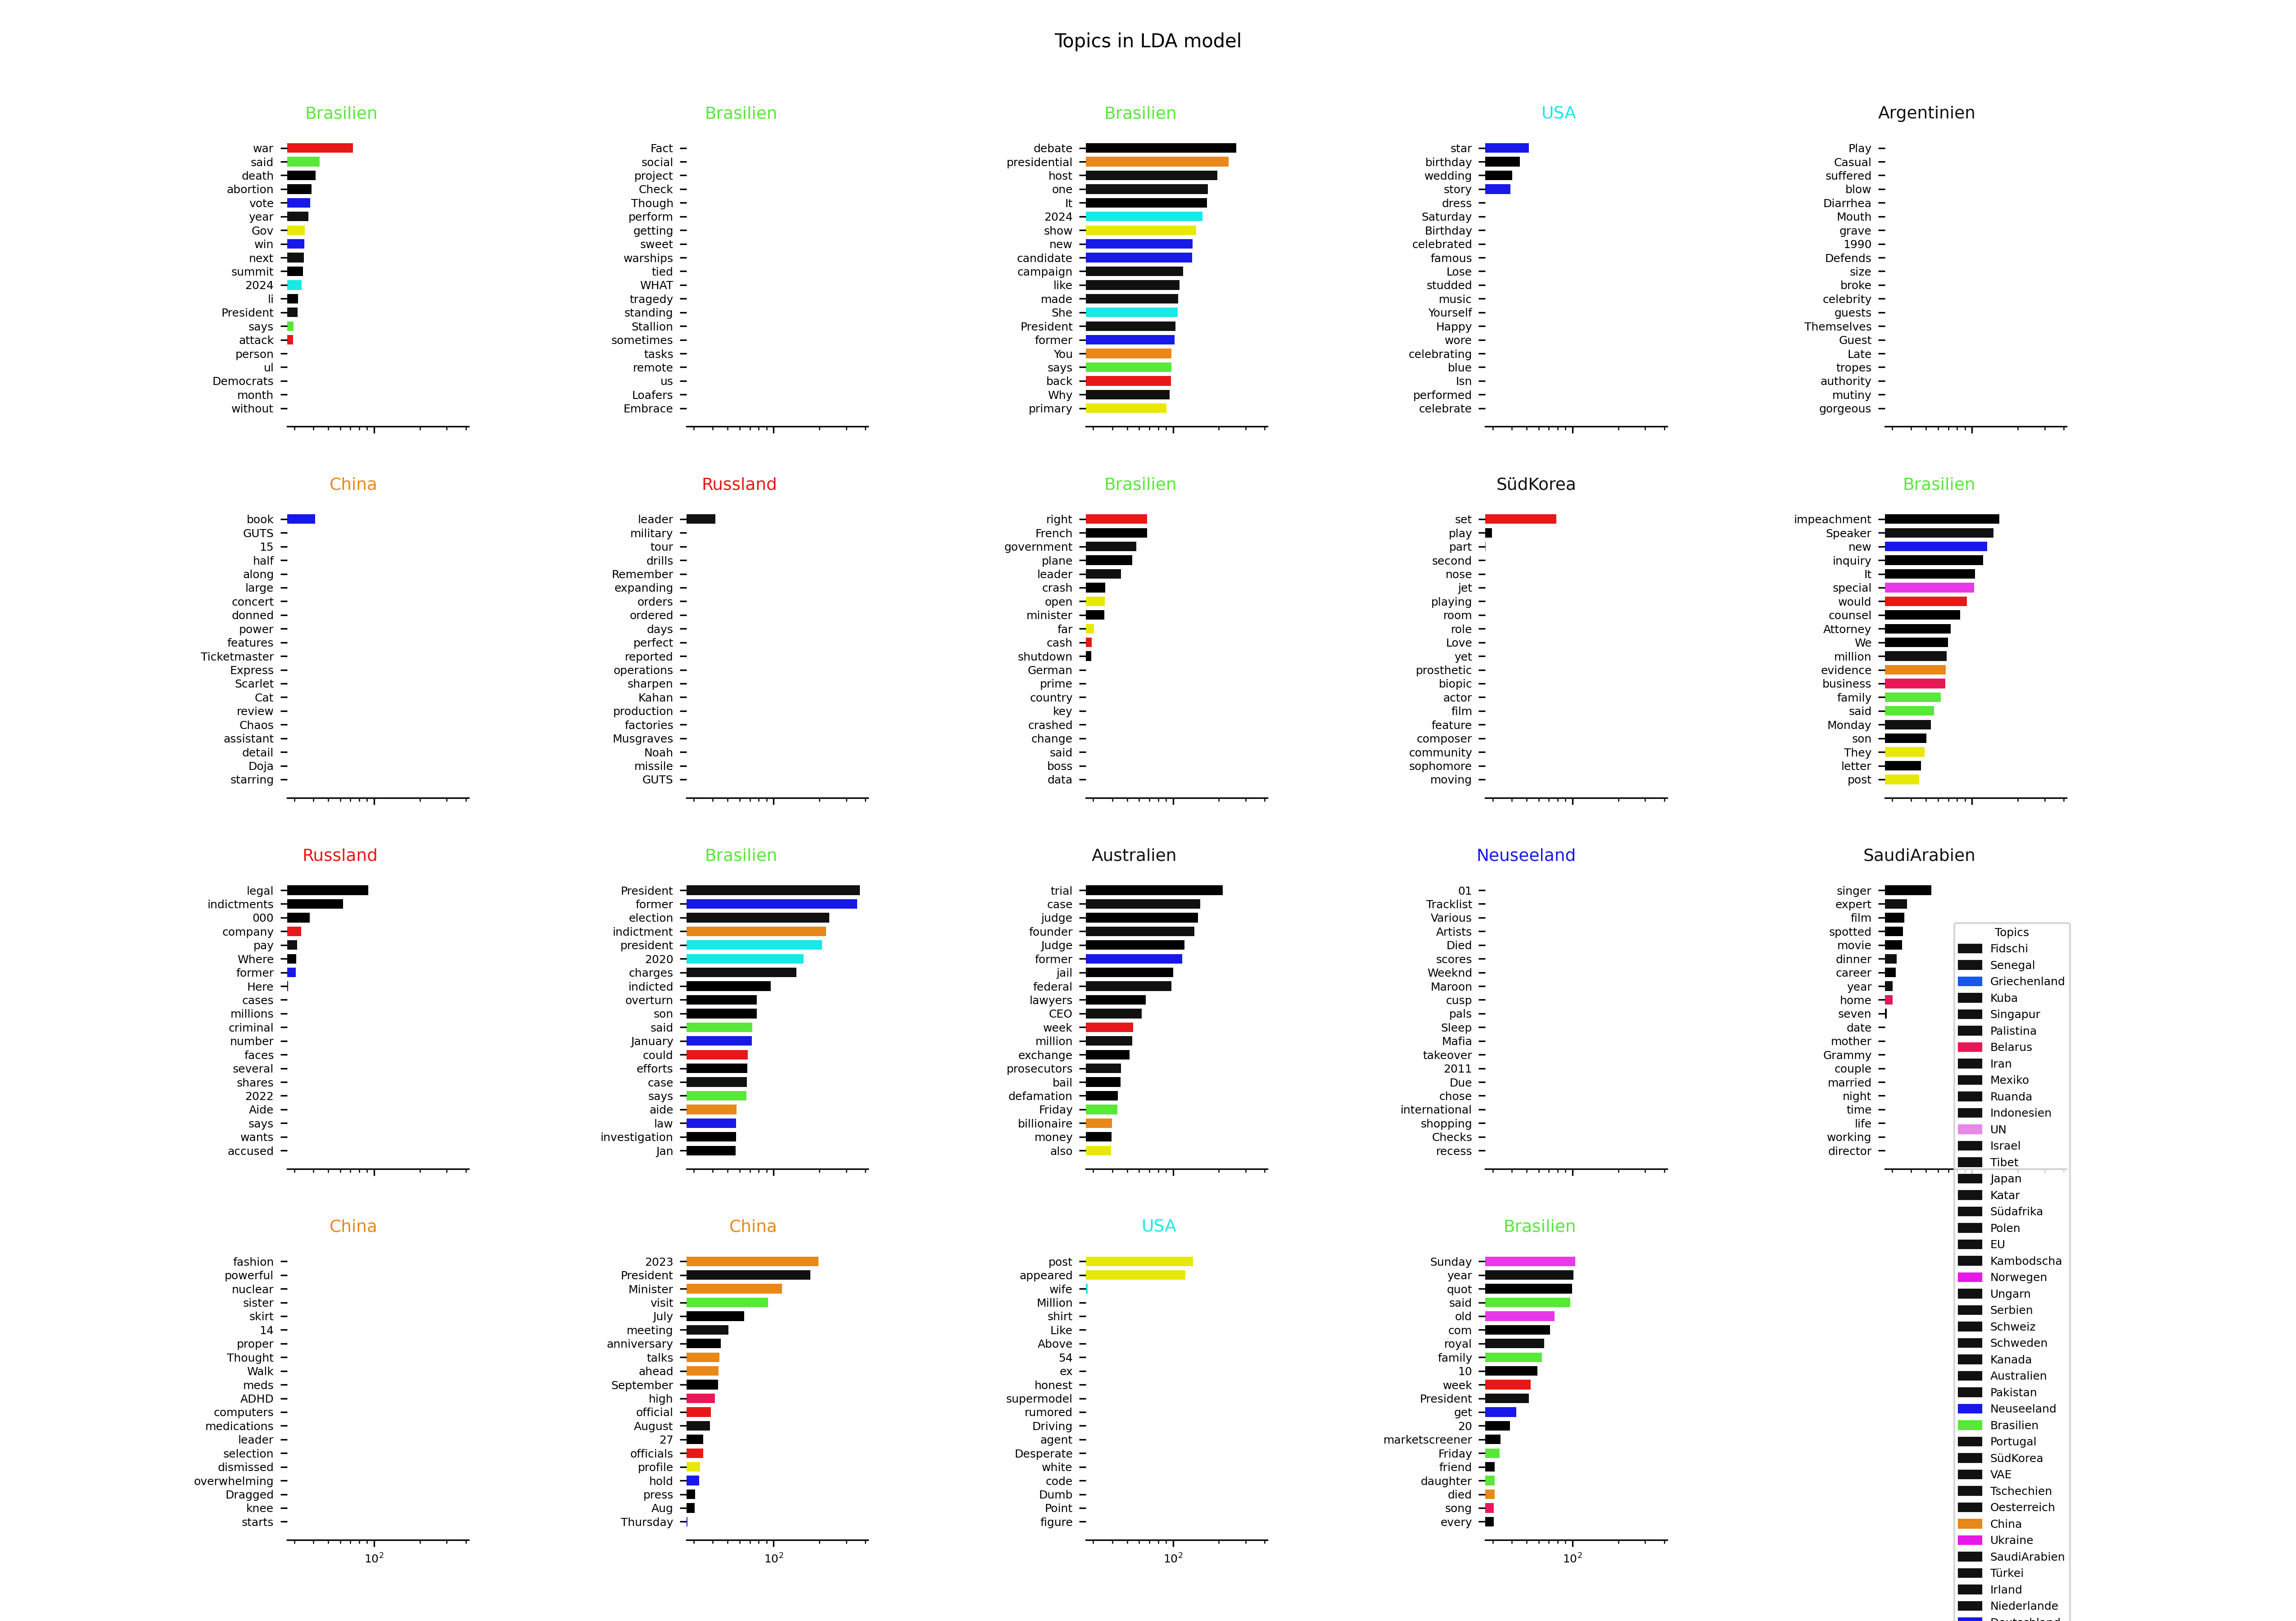 Topics in LDA model
Brasilien
war
said
death
abortion
vote
year
Gov
win
next
summit
2024
li
President
says
attack
person
ul
Democrats
month
without
Brasilien
Fact
social
project
Check
Though
perform
getting
sweet
warships
tied
WHAT
tragedy
standing
Stallion
sometimes
tasks
remote
us
Loafers
Embrace
Brasilien
debate
presidential
host
one
It
2024
show
new
candidate
campaign
like
made
She
President
former
You
says
back
Why
primary
USA
star
birthday
wedding
story
dress
Saturday
Birthday
celebrated
famous
Lose
studded
music
Yourself
Happy
wore
celebrating
blue
Isn
performed
celebrate
Argentinien
Play
Casual
suffered
blow
Diarrhea
Mouth
grave
1990
Defends
size
broke
celebrity
guests
Themselves
Guest
Late
tropes
authority
mutiny
gorgeous
China
book
GUTS
15
half
along
large
concert
donned
power
features
Ticketmaster
Express
Scarlet
Cat
review
Chaos
assistant
detail
Doja
starring
Russland
leader
military
tour
drills
Remember
expanding
orders
ordered
days
perfect
reported
operations
sharpen
Kahan
production
factories
Musgraves
Noah
missile
GUTS
Brasilien
right
French
government
plane
leader
crash
open
minister
far
cash
shutdown
German
prime
country
key
crashed
change
said
boss
data
SüdKorea
set
play
part
second
nose
jet
playing
room
role
Love
yet
prosthetic
biopic
actor
film
feature
composer
community
sophomore
moving
Brasilien
impeachment
Speaker
new
inquiry
It
special
would
counsel
Attorney
We
million
evidence
business
family
said
Monday
son
They
letter
post
Russland
legal
indictments
000
company
pay
Where
former
Here
cases
millions
criminal
number
faces
several
shares
2022
Aide
says
wants
accused
Brasilien
President
former
election
indictment
president
2020
charges
indicted
overturn
son
said
January
could
efforts
case
says
aide
law
investigation
Jan
Australien
trial
case
judge
founder
Judge
former
jail
federal
lawyers
CEO
week
million
exchange
prosecutors
bail
defamation
Friday
billionaire
money
also
Neuseeland
01
Tracklist
Various
Artists
Died
scores
Weeknd
Maroon
cusp
pals
Sleep
Mafia
takeover
2011
Due
chose
international
shopping
Checks
recess
SaudiArabien
singer
expert
film
spotted
movie
dinner
career
year
home
seven
date
mother
Grammy
couple
married
night
time
life
working
director
China
fashion
powerful
nuclear
sister
skirt
14
proper
Thought
Walk
meds
ADHD
computers
medications
leader
selection
dismissed
overwhelming
Dragged
knee
starts
10²
China
2023
President
Minister
visit
July
meeting
anniversary
talks
ahead
September
high
official
August
27
officials
profile
hold
press
Aug
Thursday
10²
USA
post
appeared
wife
Million
shirt
Like
Above
54
ex
honest
supermodel
rumored
Driving
agent
Desperate
white
code
Dumb
Point
figure
10²
Brasilien
Sunday
year
quot
said
old
com
royal
family
10
week
President
get
20
marketscreener
Friday
friend
daughter
died
song
every
10²
Topics
Fidschi
Senegal
Griechenland
Kuba
Singapur
Palistina
Belarus
Iran
Mexiko
Ruanda
Indonesien
UN
Israel
Tibet
Japan
Katar
Südafrika
Polen
EU
Kambodscha
Norwegen
Ungarn
Serbien
Schweiz
Schweden
Kanada
Australien
Pakistan
Neuseeland
Brasilien
Portugal
SüdKorea
VAE
Tschechien
Oesterreich
China
Ukraine
SaudiArabien
Türkei
Irland
Niederlande